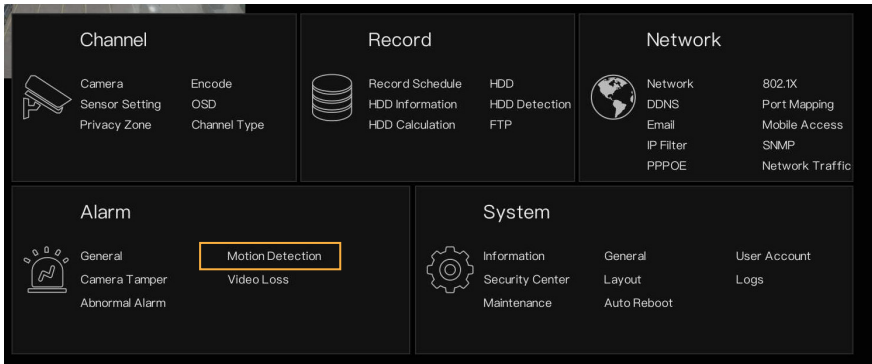 Channel
Camera Encode
Sensor Setting OSD
Privacy Zone Channel Type
Record
Record Schedule HDD
HDD Information HDD Detection
HDD Calculation FTP
Network
Network 802.1X
DDNS Port Mapping
Email Mobile Access
IP Filter SNMP
PPPOE Network Traffic
Alarm
General Motion Detection
Camera Tamper Video Loss
Abnormal Alarm
System
Information General User Account
Security Center Layout Logs
Maintenance Auto Reboot